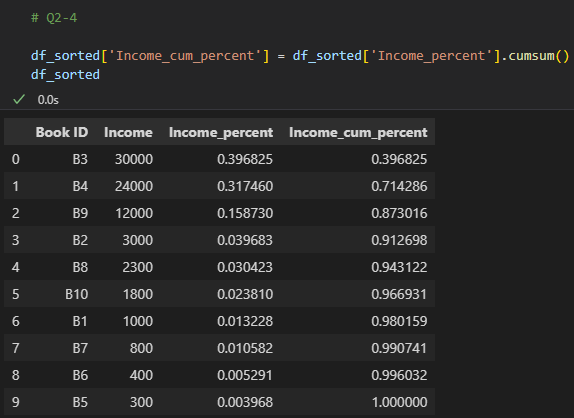 # Q2-4
df_sorted['Income_cum_percent'] = df_sorted['Income_percent'].cumsum()
df_sorted
✓ 0.0s
Book ID Income Income_percent Income_cum_percent
0 B3 30000 0.396825 0.396825
1 B4 24000 0.317460 0.714286
2 B9 12000 0.158730 0.873016
3 B2 3000 0.039683 0.912698
4 B8 2300 0.030423 0.943122
5 B10 1800 0.023810 0.966931
6 B1 1000 0.013228 0.980159
7 B7 800 0.010582 0.990741
8 B6 400 0.005291 0.996032
9 B5 300 0.003968 1.000000